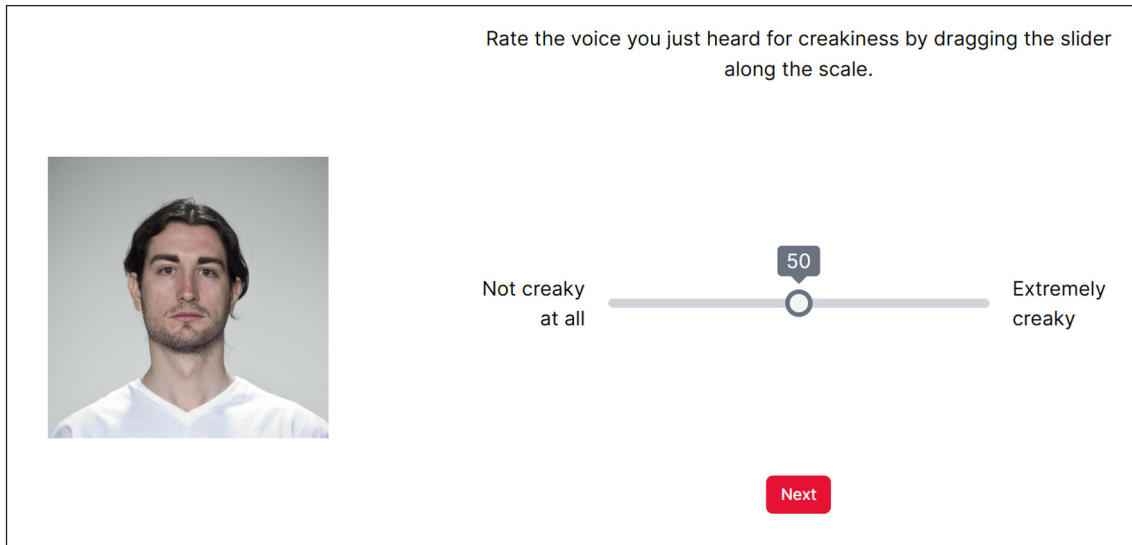 Rate the voice you just heard for creakiness by dragging the slider
along the scale.
50
Not creaky
at all
Extremely
creaky
Next